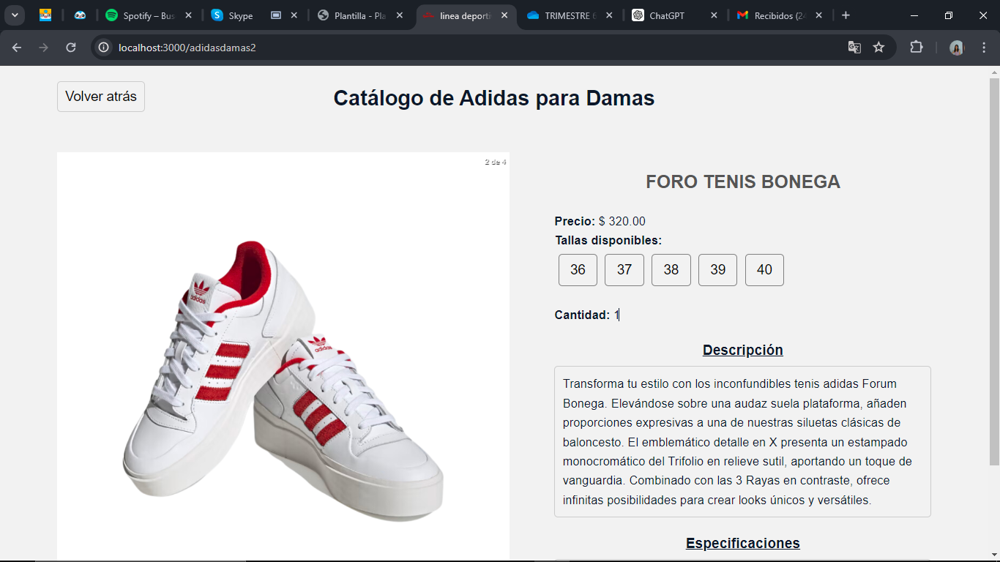 Spotify – Bus
Skype
Plantilla - Pla
linea deporti
TRIMESTRE 6
ChatGPT
Recibidos (24
localhost:3000/adidasdamas2
Volver atrás
Catálogo de Adidas para Damas
2 de 4
adidas
adidas
FORO TENIS BONEGA
Precio: $ 320.00
Tallas disponibles:
36 37 38 39 40
Cantidad: 1
Descripción
Transforma tu estilo con los inconfundibles tenis adidas Forum
Bonega. Elevándose sobre una audaz suela plataforma, añaden
proporciones expresivas a una de nuestras siluetas clásicas de
baloncesto. El emblemático detalle en X presenta un estampado
monocromático del Trifolio en relieve sutil, aportando un toque de
vanguardia. Combinado con las 3 Rayas en contraste, ofrece
infinitas posibilidades para crear looks únicos y versátiles.
Especificaciones